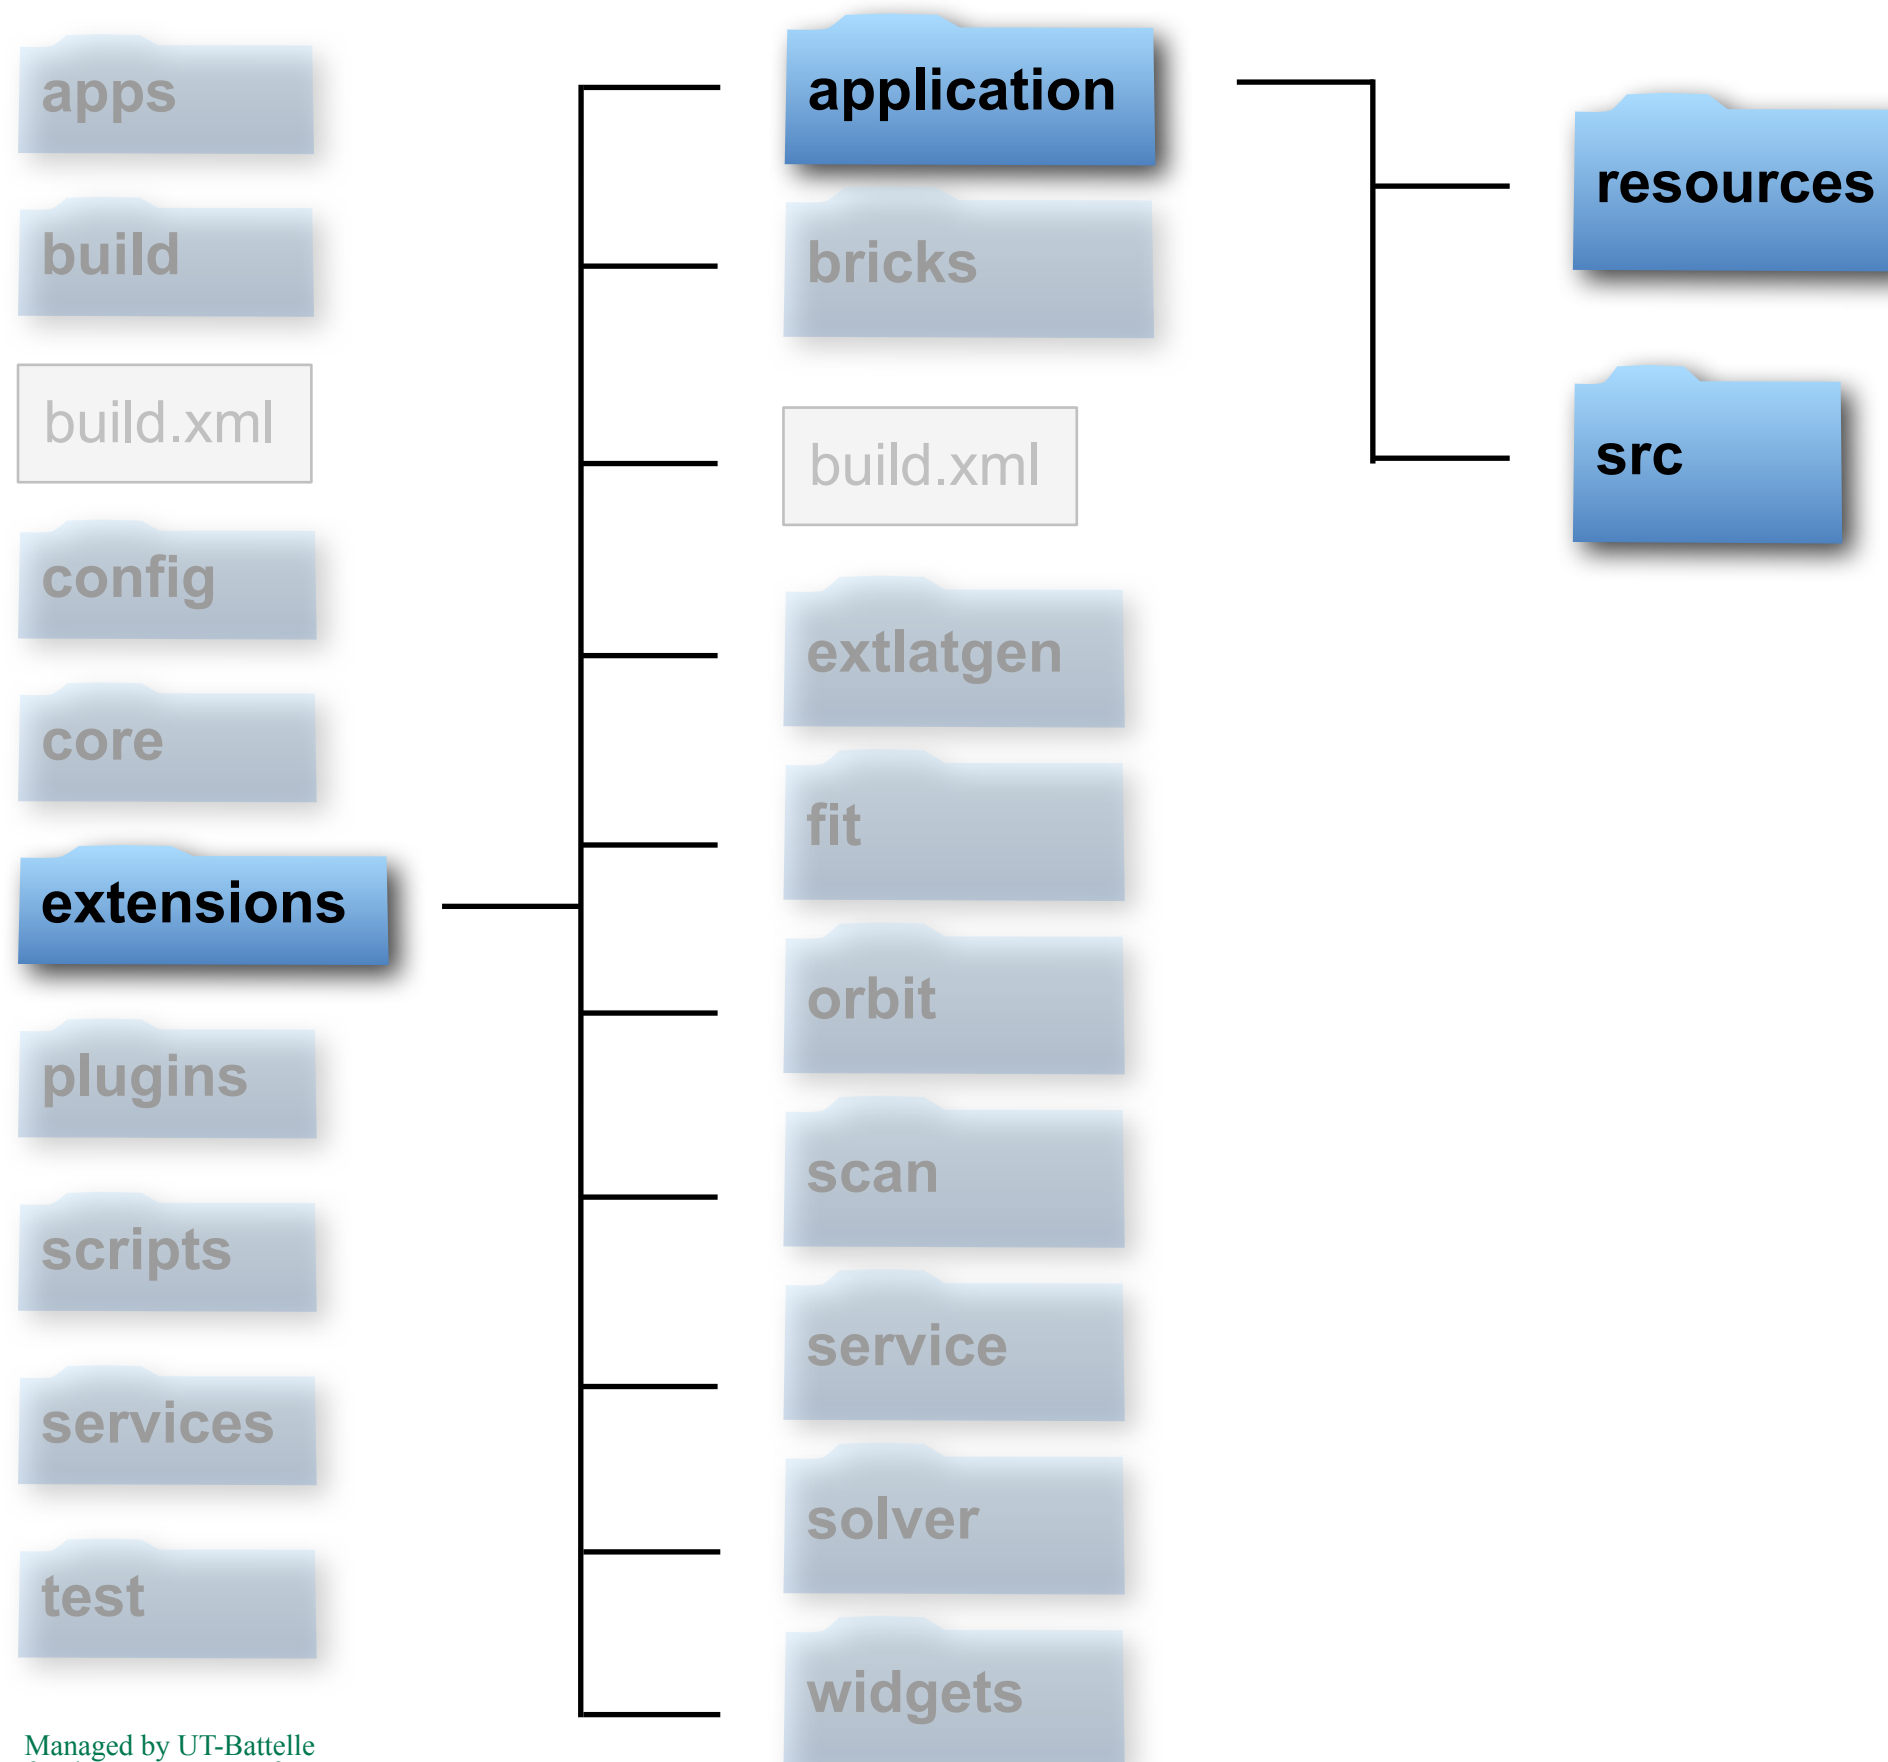 apps
build
build.xml
config
core
extensions
plugins
scripts
services
test
application
bricks
build.xml
extlatgen
fit
orbit
scan
service
solver
widgets
resources
src
Managed by UT-Battelle